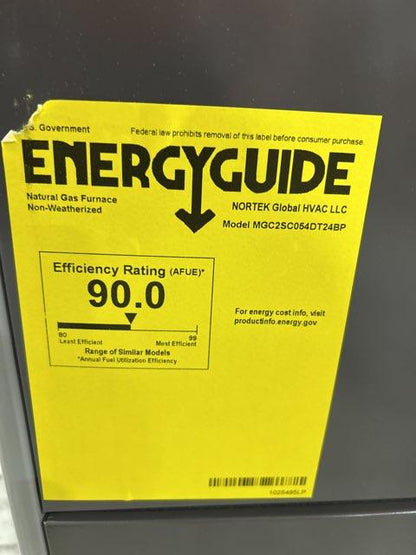 U.S. Government
Federal law prohibits removal of this label before consumer purchase
ENERGYGUIDE
Natural Gas Furnace
Non-Weatherized
NORTEK Global HVAC LLC
Model MGC2SC054DT24BP
Efficiency Rating (AFUE)*
90.0
80
99
Least Efficient
Most Efficient
Range of Similar Models
*Annual Fuel Utilization Efficiency
For energy cost info, visit
productinfo.energy.gov
1025495LP